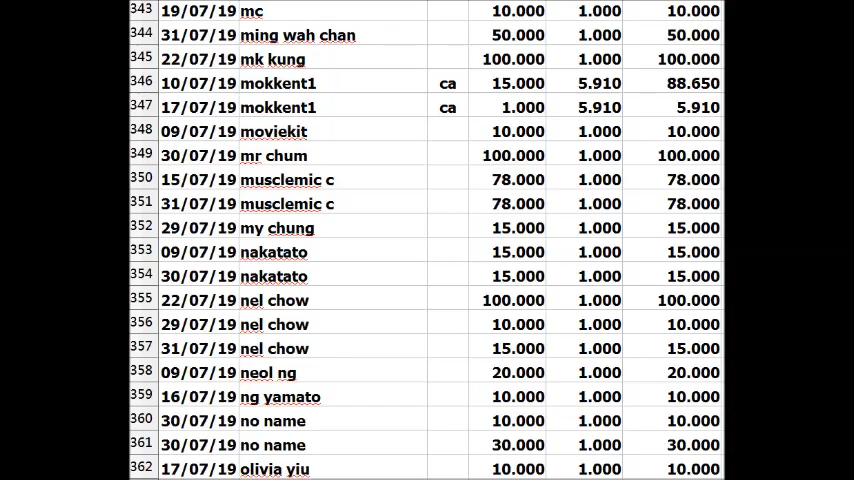 343 19/07/19 mc 10.000 1.000 10.000
344 31/07/19 ming wah chan 50.000 1.000 50.000
345 22/07/19 mk kung 100.000 1.000 100.000
346 10/07/19 mokkent1 ca 15.000 5.910 88.650
347 17/07/19 mokkent1 ca 1.000 5.910 5.910
348 09/07/19 moviekit 10.000 1.000 10.000
349 30/07/19 mr chum 100.000 1.000 100.000
350 15/07/19 musclemic c 78.000 1.000 78.000
351 31/07/19 musclemic c 78.000 1.000 78.000
352 29/07/19 my chung 15.000 1.000 15.000
353 09/07/19 nakatato 15.000 1.000 15.000
354 30/07/19 nakatato 15.000 1.000 15.000
355 22/07/19 nel chow 100.000 1.000 100.000
356 29/07/19 nel chow 10.000 1.000 10.000
357 31/07/19 nel chow 15.000 1.000 15.000
358 09/07/19 neol ng 20.000 1.000 20.000
359 16/07/19 ng yamato 10.000 1.000 10.000
360 30/07/19 no name 10.000 1.000 10.000
361 30/07/19 no name 30.000 1.000 30.000
362 17/07/19 olivia yiu 10.000 1.000 10.000